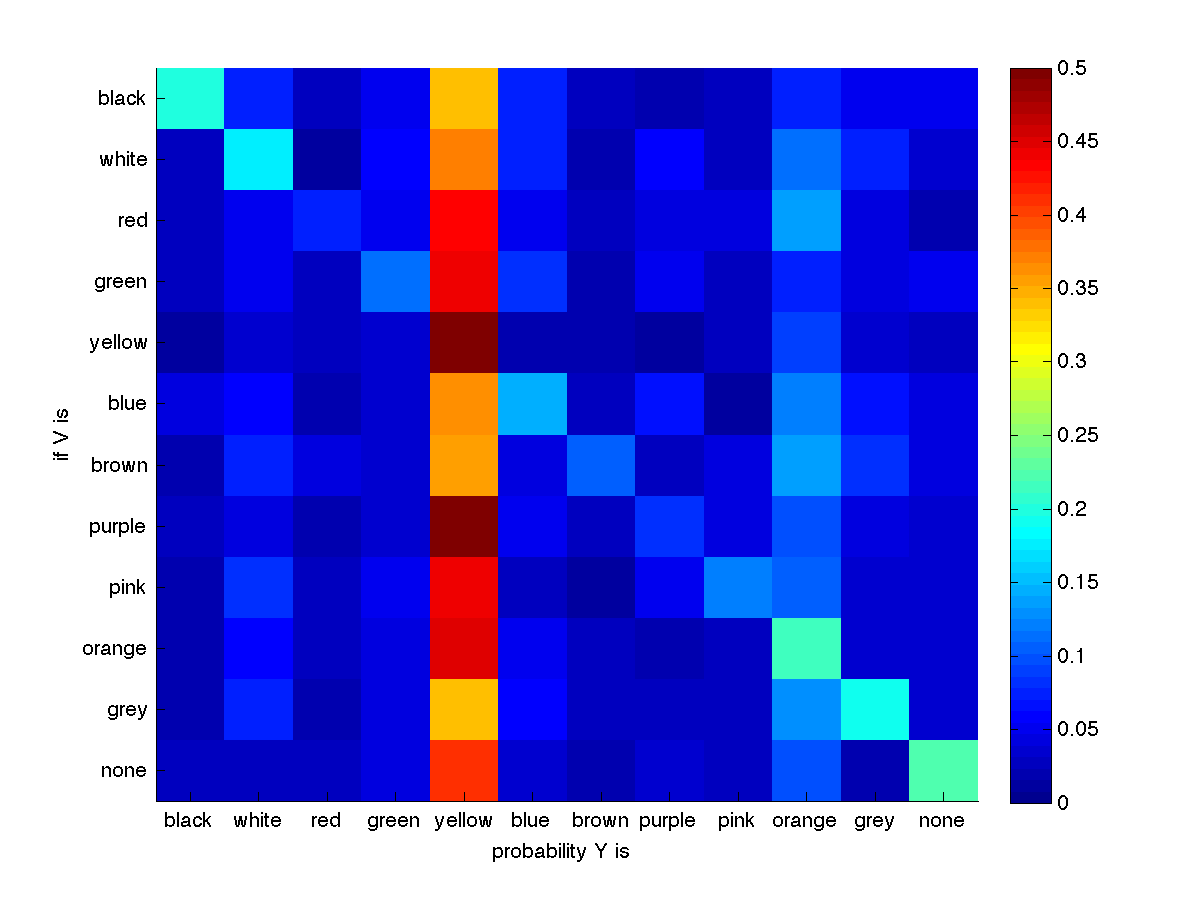 black
white
red
green
yellow
blue
brown
purple
pink
orange
grey
none
if V is
black white red green yellow blue brown purple pink orange grey none
probability Y is
0.5
0.45
0.4
0.35
0.3
0.25
0.2
0.15
0.1
0.05
0